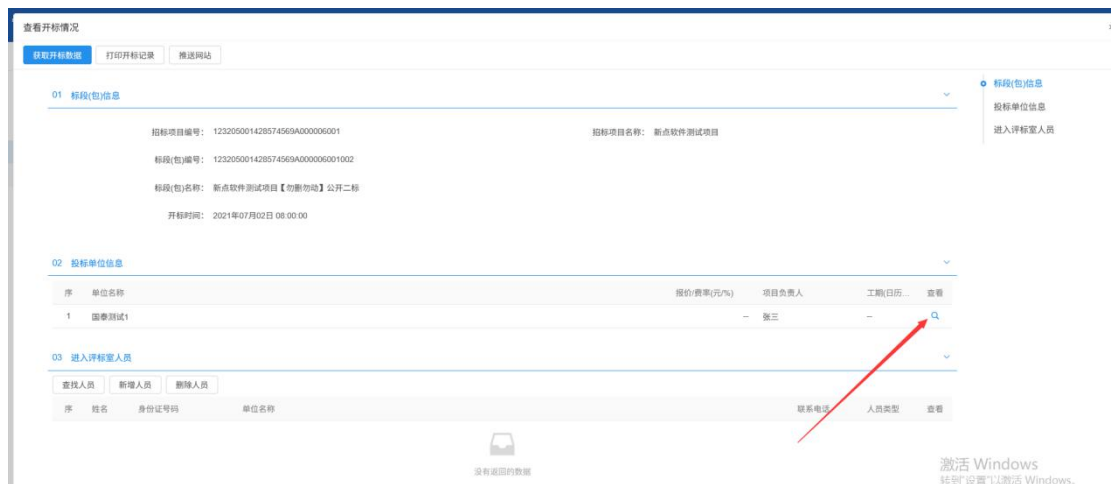 查看开标情况
获取开标数据 打印开标记录 推送网站
01 标段(包)信息
标段(包)信息
投标单位信息
进入评标室人员
招标项目编号： 123205001428574569A000006001 招标项目名称： 新点软件测试项目
标段(包)编号： 123205001428574569A000006001002
标段(包)名称： 新点软件测试项目【勿删勿动】公开二标
开标时间： 2021年07月02日 08:00:00
02 投标单位信息
序 单位名称 报价/费率(元/%) 项目负责人 工期(日历... 查看
1 国泰测试1 -- 张三 --
03 进入评标室人员
查找人员 新增人员 删除人员
序 姓名 身份证号码 单位名称 联系电话 人员类型 查看
没有返回的数据
激活 Windows
转到"设置"以激活 Windows。